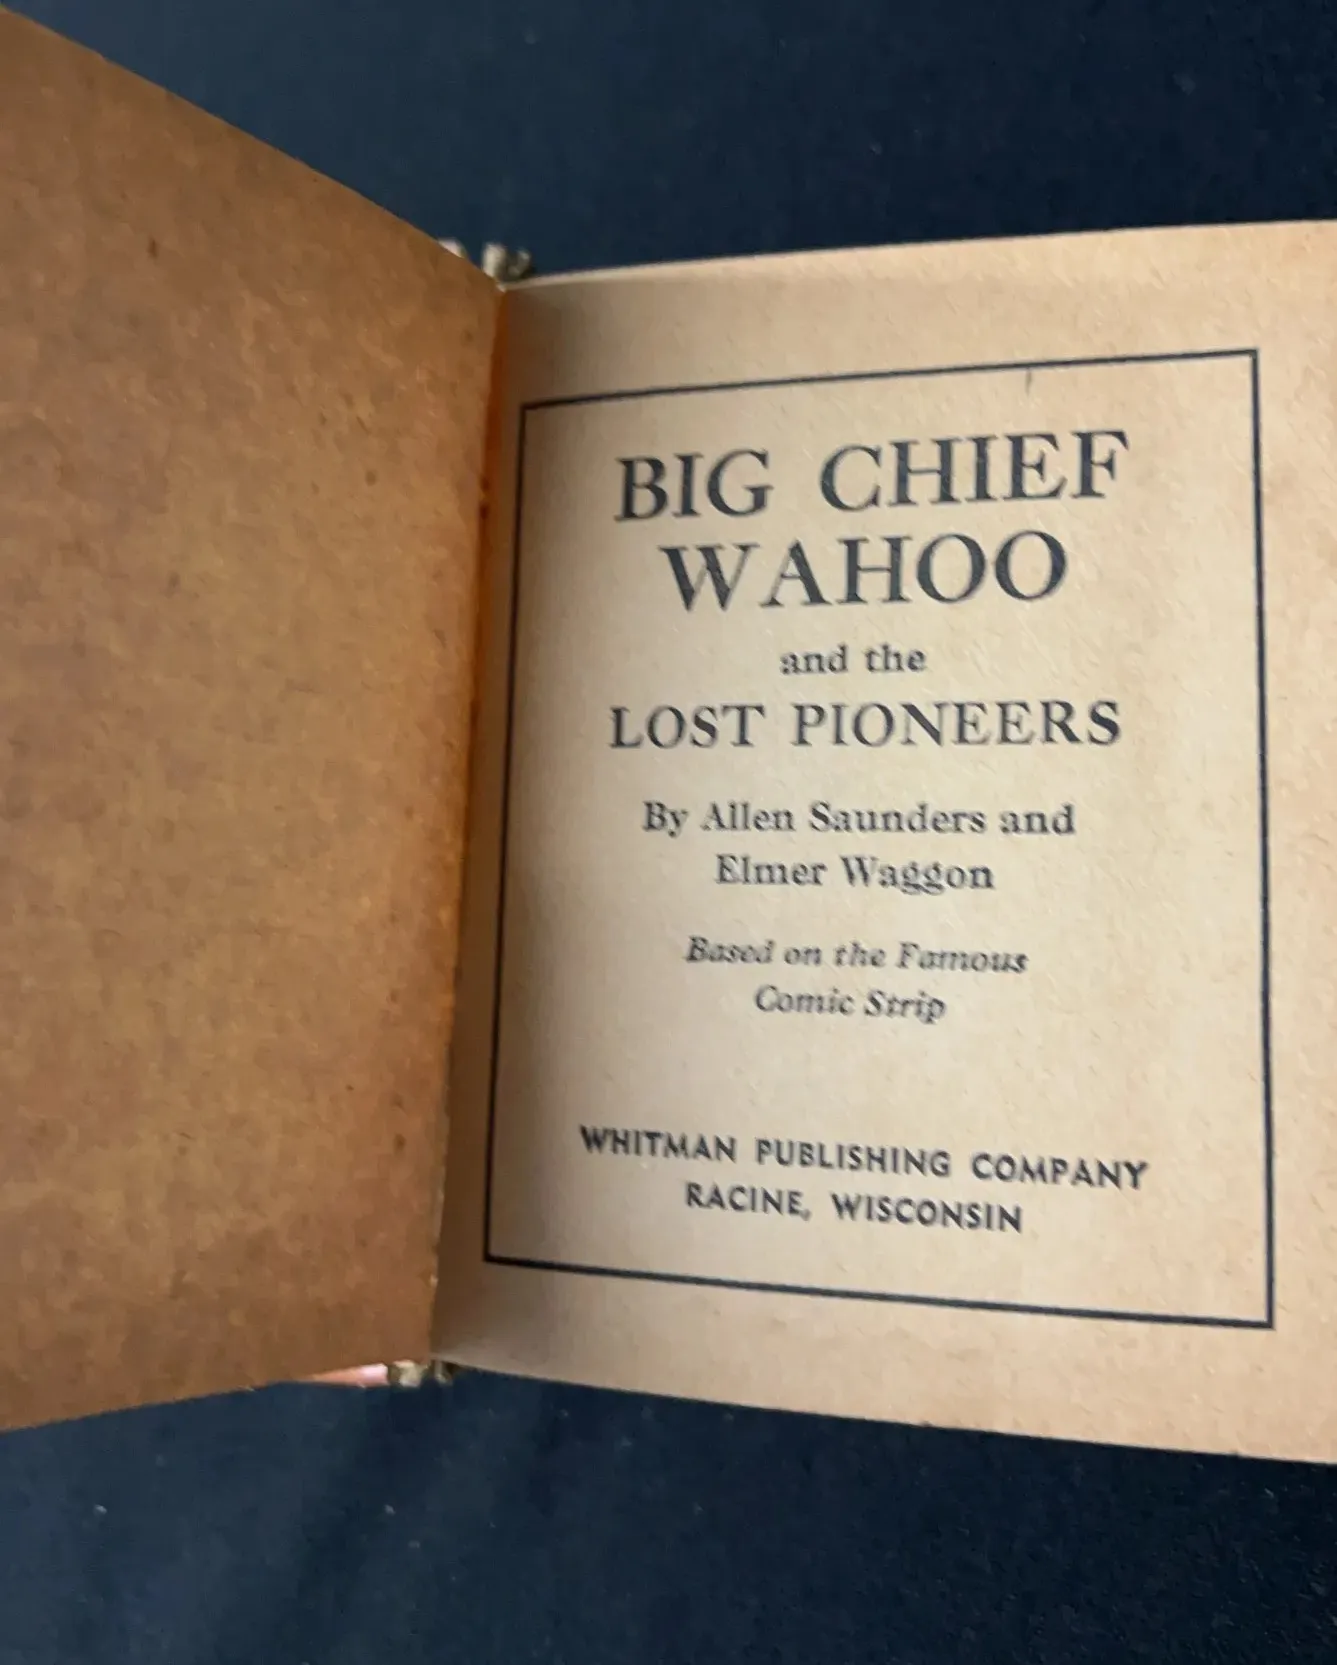 BIG CHIEF
WAHOO
and the
LOST PIONEERS
By Allen Saunders and
Elmer Waggon
Based on the Famous
Comic Strip
WHITMAN PUBLISHING COMPANY
RACINE, WISCONSIN